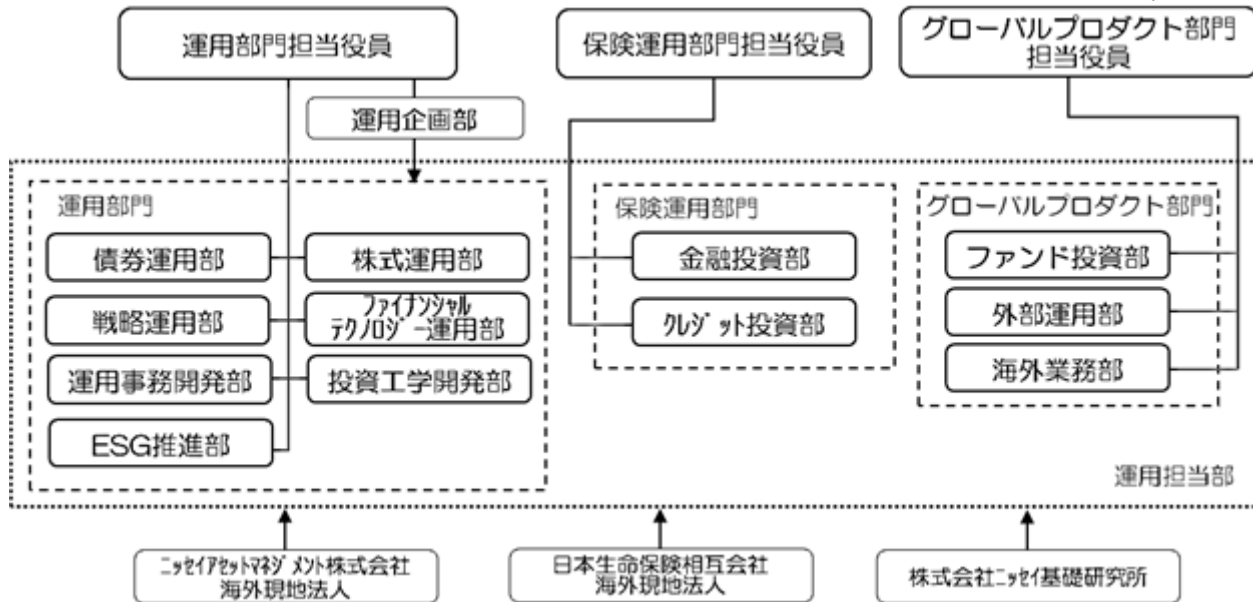 運用部門担当役員
保険運用部門担当役員
グローバルプロダクト部門
担当役員
運用企画部
運用部門
債券運用部
株式運用部
戦略運用部
ファイナンシャル
テクノロジー運用部
運用事務開発部
投資工学開発部
ESG推進部
保険運用部門
金融投資部
クレジット投資部
グローバルプロダクト部門
ファンド投資部
外部運用部
海外業務部
運用担当部
ニッセイアセットマネジメント株式会社
海外現地法人
日本生命保険相互会社
海外現地法人
株式会社ニッセイ基礎研究所